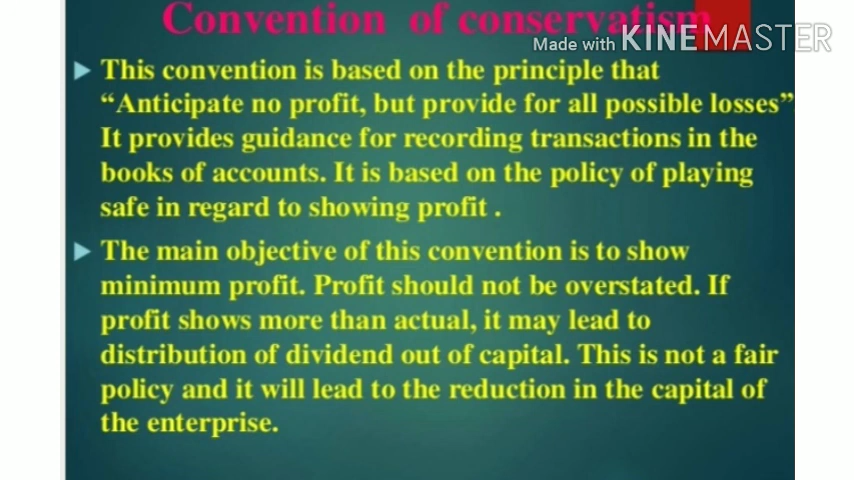 Convention of conservatism
Made with KINEMASTER
This convention is based on the principle that
“Anticipate no profit, but provide for all possible losses”
It provides guidance for recording transactions in the
books of accounts. It is based on the policy of playing
safe in regard to showing profit .
The main objective of this convention is to show
minimum profit. Profit should not be overstated. If
profit shows more than actual, it may lead to
distribution of dividend out of capital. This is not a fair
policy and it will lead to the reduction in the capital of
the enterprise.